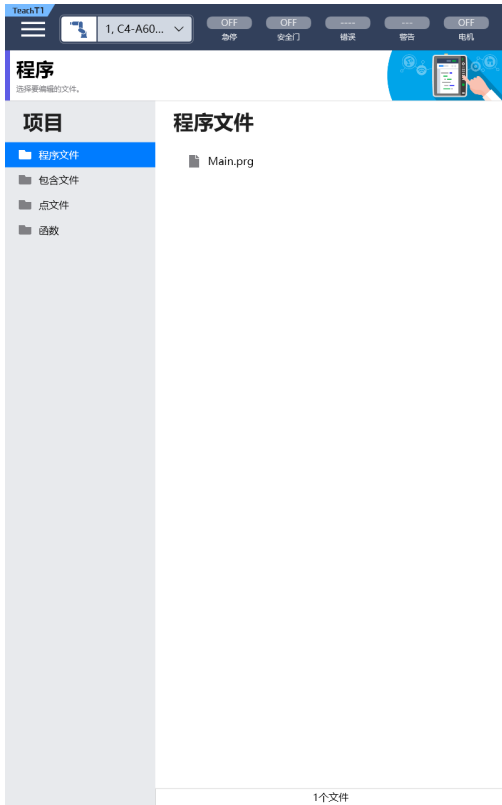 TeachT1
1, C4-A60...
OFF
急停
OFF
安全门
----
错误
---
警告
OFF
电机
程序
选择要编辑的文件。
项目
程序文件
包含文件
点文件
函数
程序文件
Main.prg
1个文件